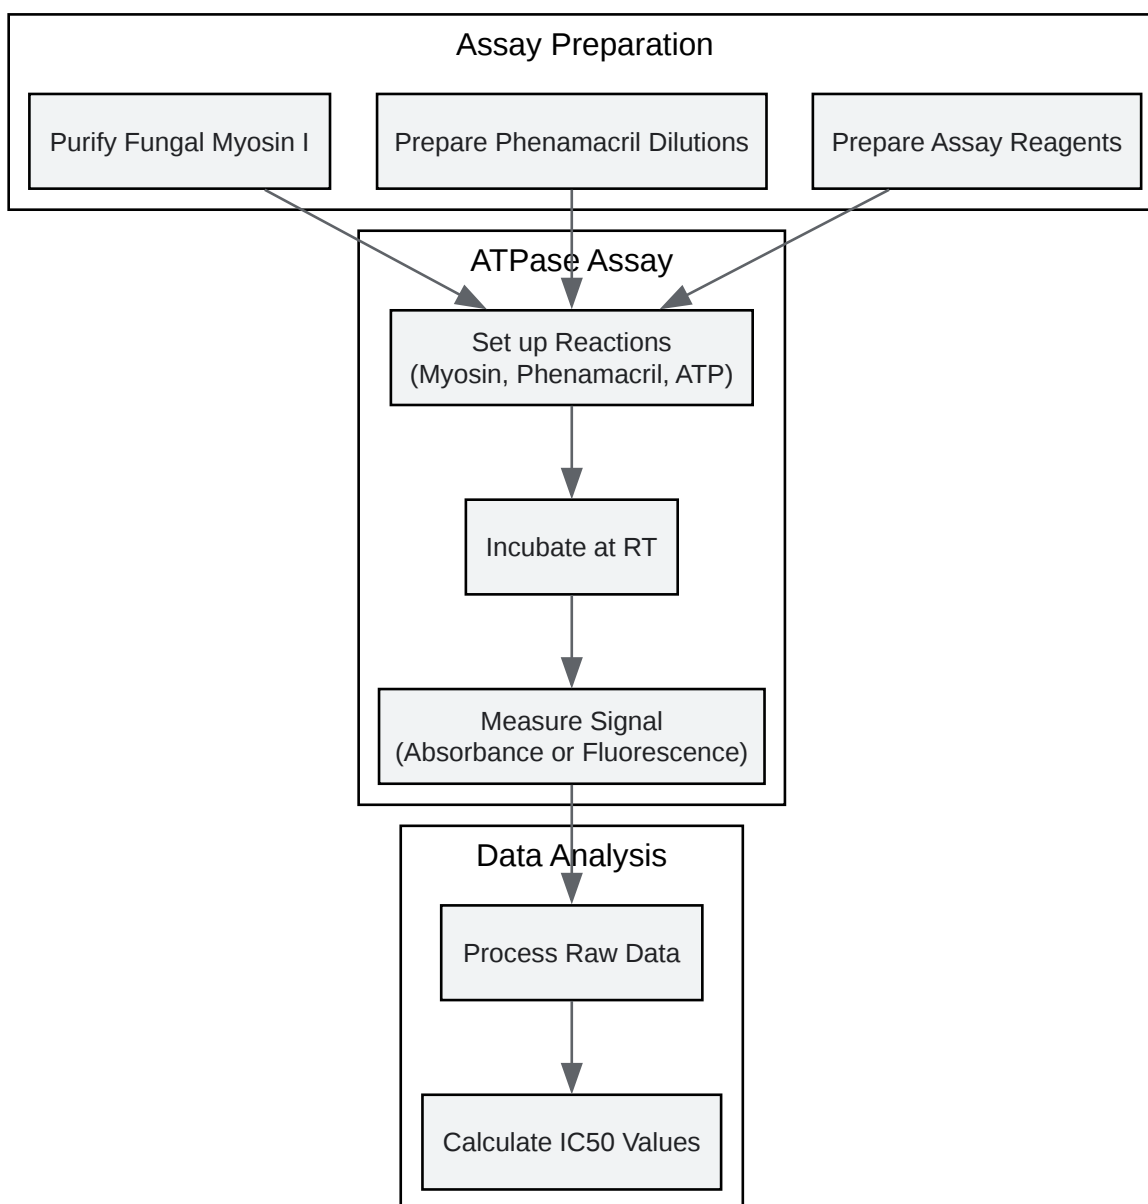 Assay Preparation
Purify Fungal Myosin I
Prepare Phenamacril Dilutions
Prepare Assay Reagents
ATPase Assay
Set up Reactions
(Myosin, Phenamacril, ATP)
Incubate at RT
Measure Signal
(Absorbance or Fluorescence)
Data Analysis
Process Raw Data
Calculate IC50 Values